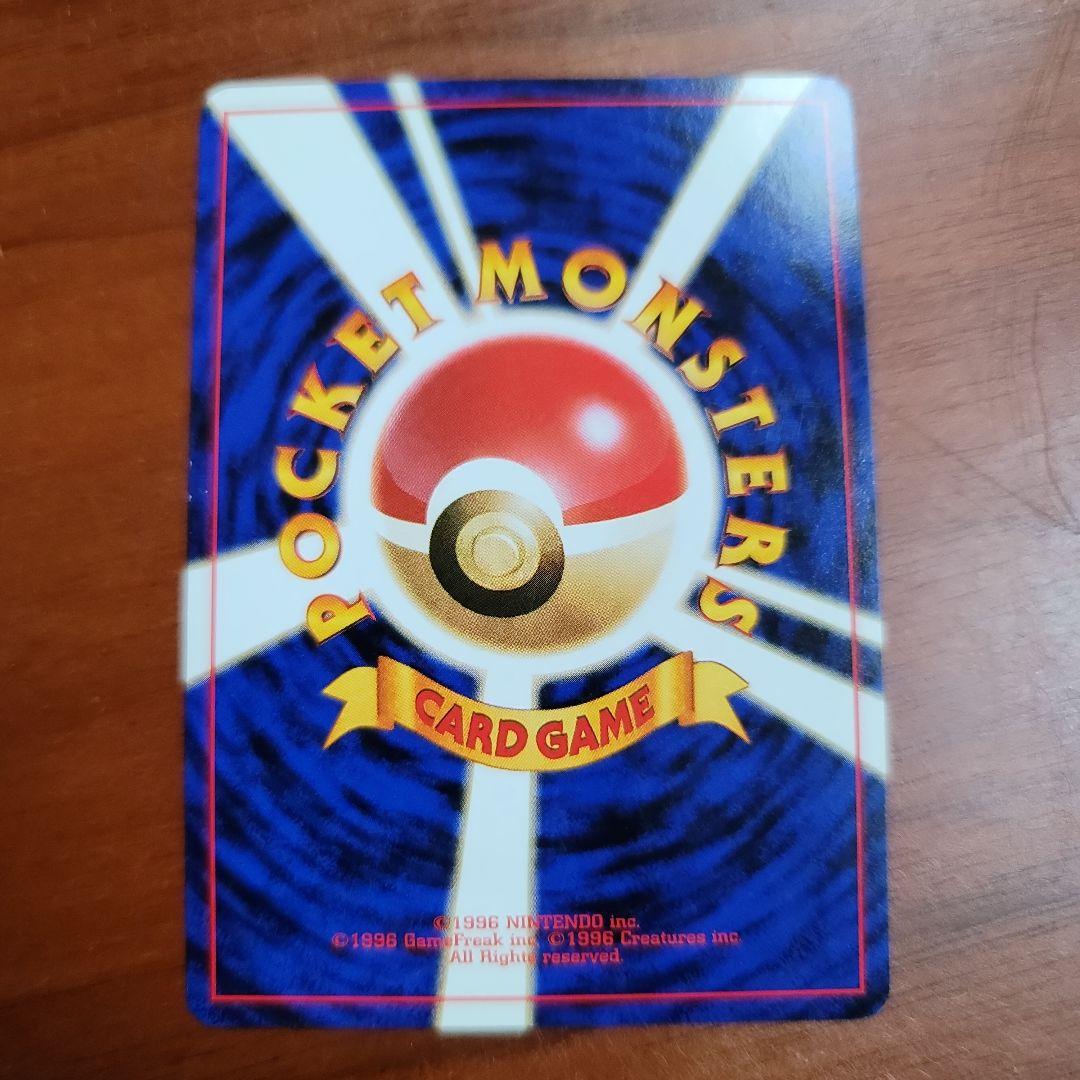 POCKET MONSTERS
CARD GAME
©1996 NINTENDO inc.
©1996 GameFreak inc. ©1996 Creatures inc.
All Rights reserved.